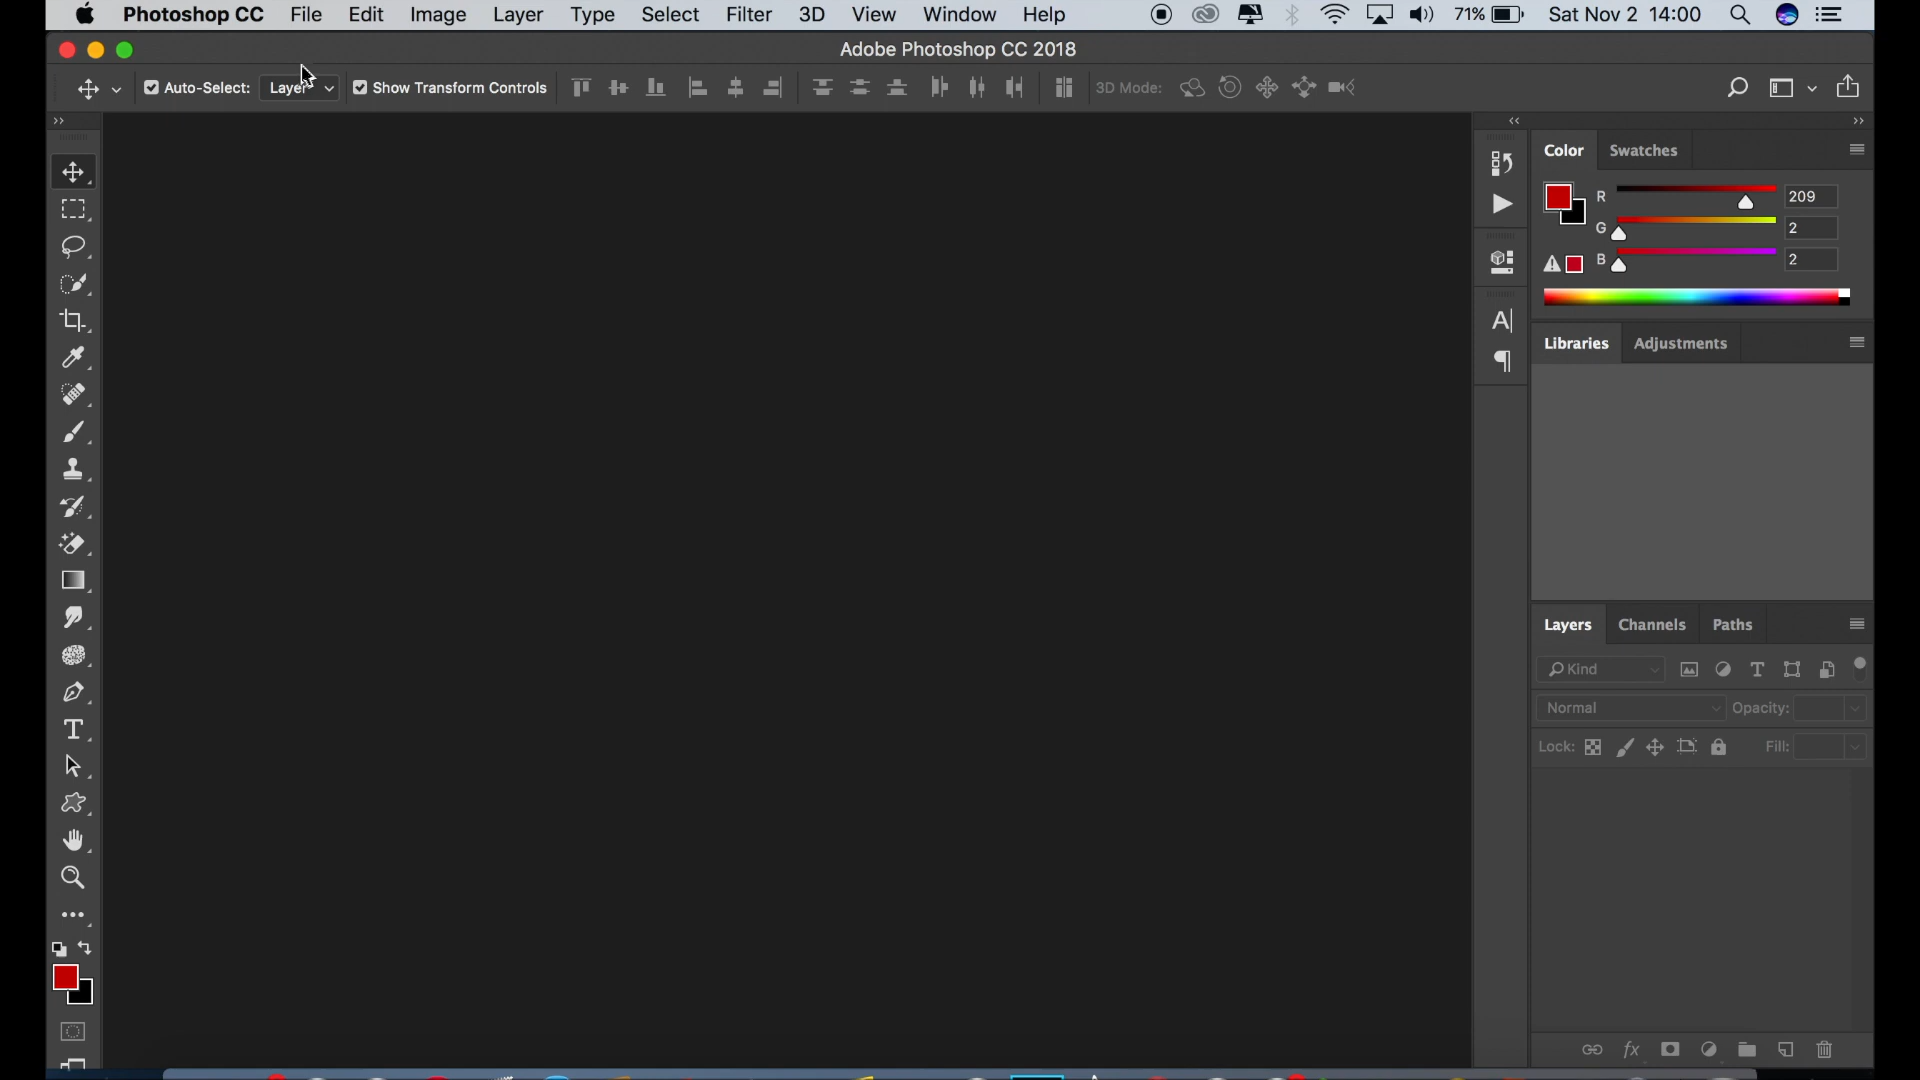 Photoshop CC File Edit Image Layer Type Select Filter 3D View Window Help 71% Sat Nov 2 14:00
Adobe Photoshop CC 2018
Auto-Select: Layer Show Transform Controls 3D Mode:
Color Swatches
R 209
G 2
B 2
Libraries Adjustments
Layers Channels Paths
Kind
Normal Opacity:
Lock: Fill: